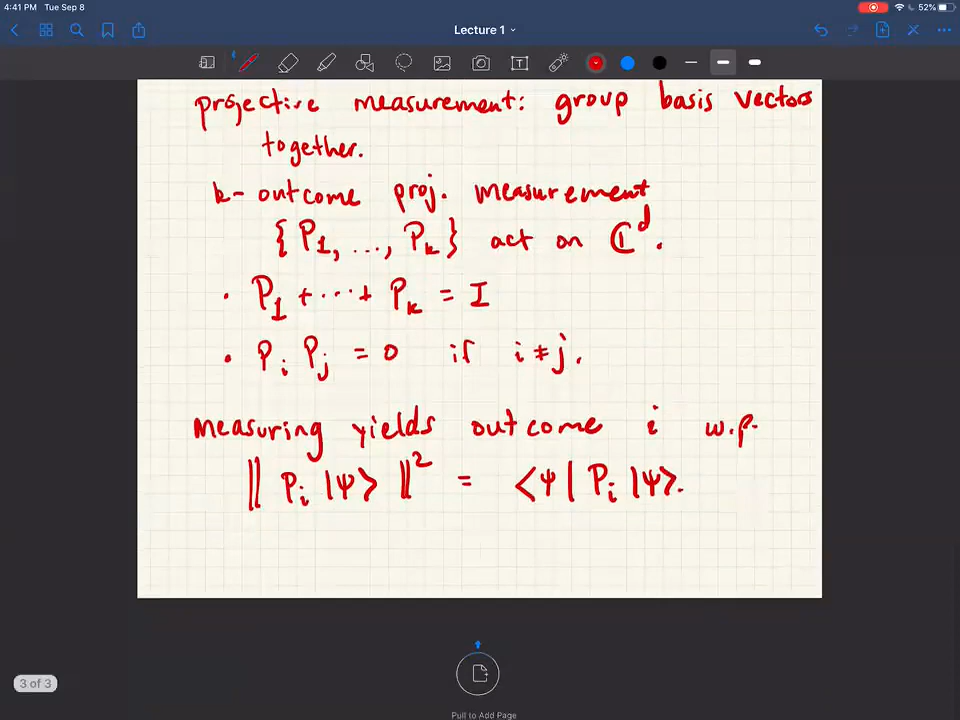 4:41 PM Tue Sep 8
52%
Lecture 1
projective measurement: group basis vectors
together.
k-outcome proj. measurement
{P₁, ..., Pₖ} act on ℂᵈ.
· P₁ + ··· + Pₖ = I
· Pᵢ Pⱼ = 0 if i ≠ j.
Measuring yields outcome i w.p.
‖ Pᵢ |ψ⟩ ‖² = ⟨ψ| Pᵢ |ψ⟩.
3 of 3
Pull to Add Page